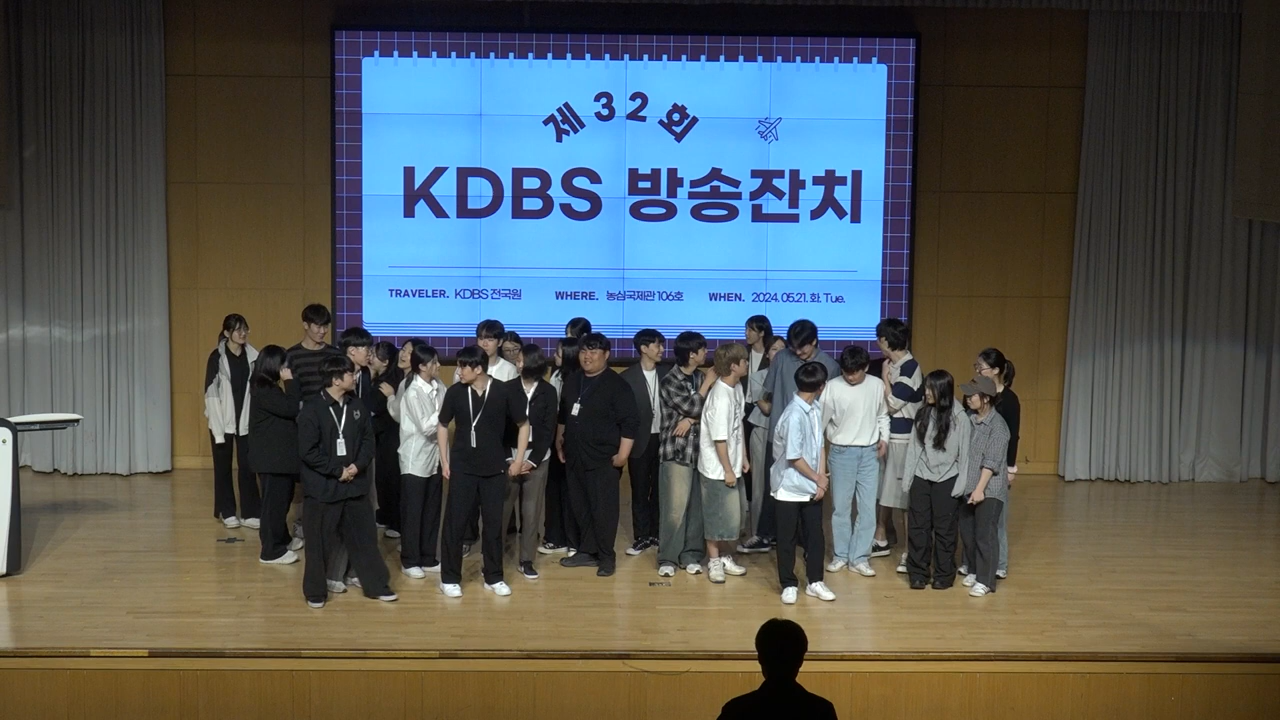 제32회
KDBS 방송잔치
TRAVELER. KDBS 전국원 WHERE. 농심국제관 106호 WHEN. 2024. 05.21. 화. Tue.